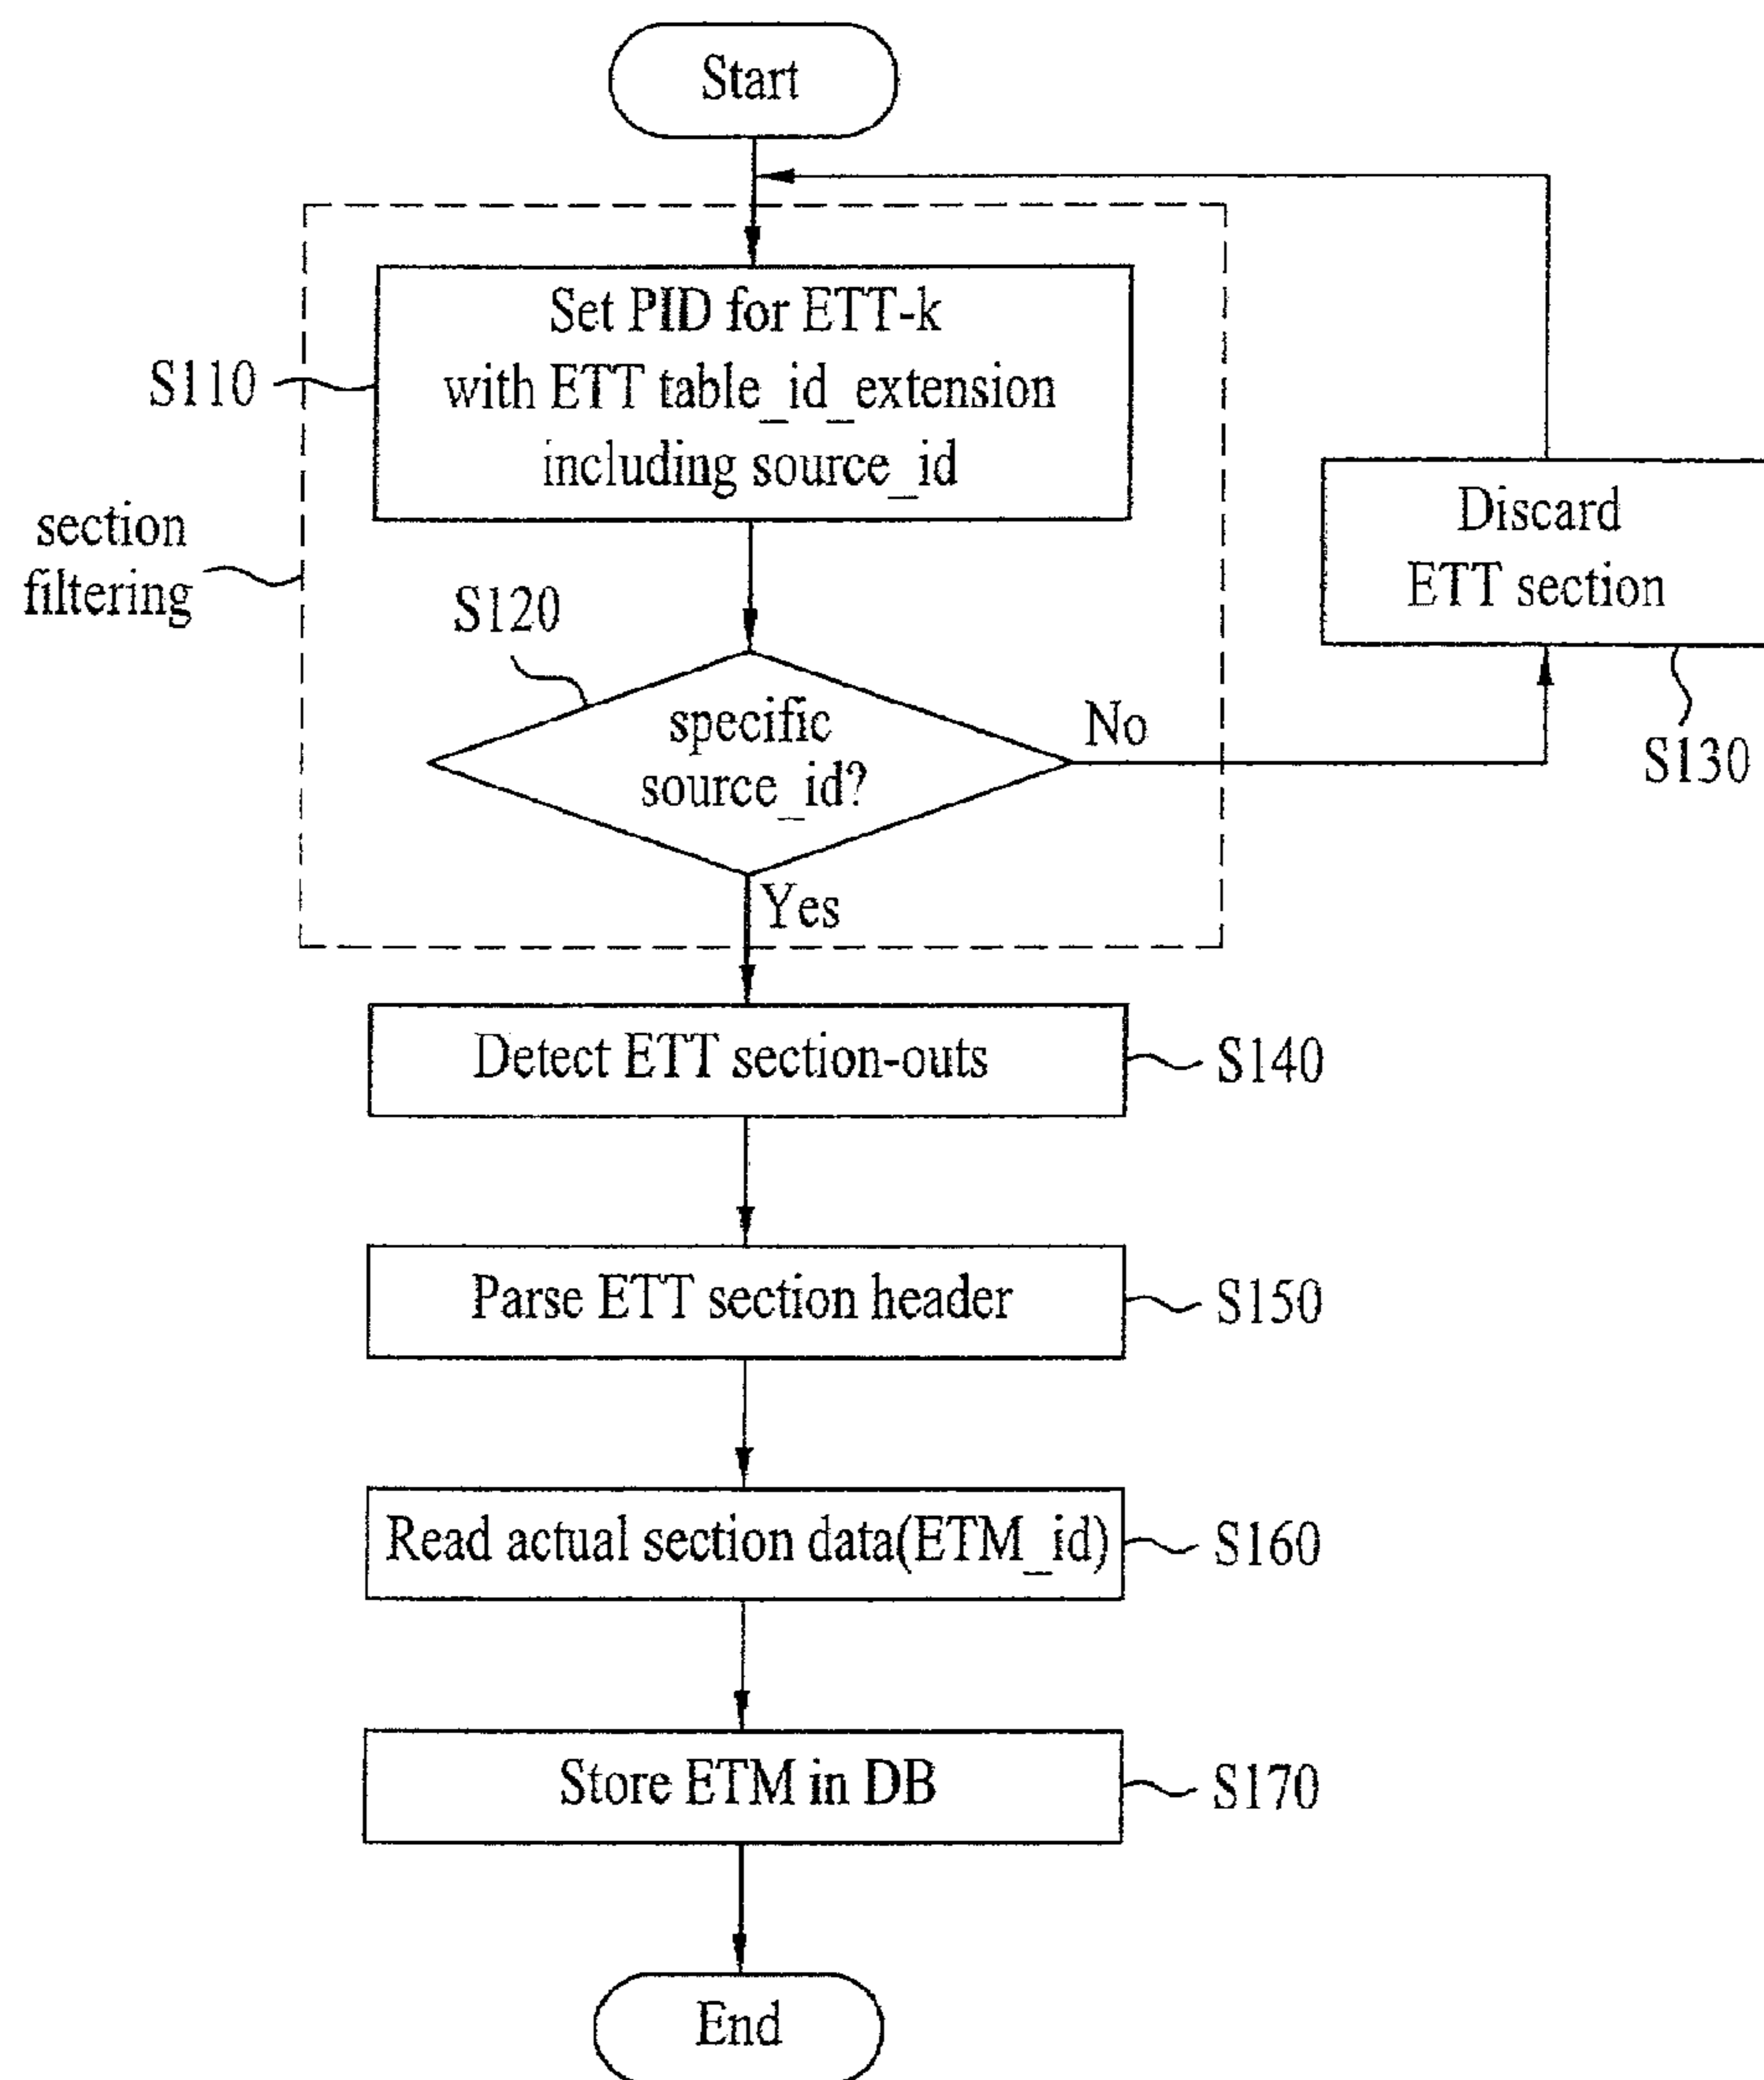 Start
Set PID for ETT-k
with ETT table_id_extension
including source_id
S110
section
filtering
Discard
ETT section
S130
S120
specific
source_id?
No
Yes
Detect ETT section-outs
S140
Parse ETT section header
S150
Read actual section data(ETM_id)
S160
Store ETM in DB
S170
End